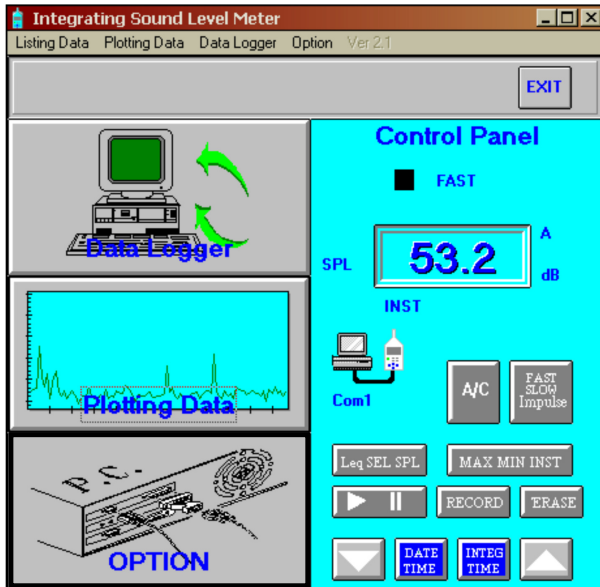 Integrating Sound Level Meter
Listing Data Plotting Data Data Logger Option Ver 2.1
EXIT
Data Logger
Plotting Data
P.C.
OPTION
Control Panel
FAST
SPL
53.2
A
dB
INST
Com1
A/C
FAST
SLOW
Impulse
Leq SEL SPL
MAX MIN INST
RECORD
ERASE
DATE
TIME
INTEG
TIME